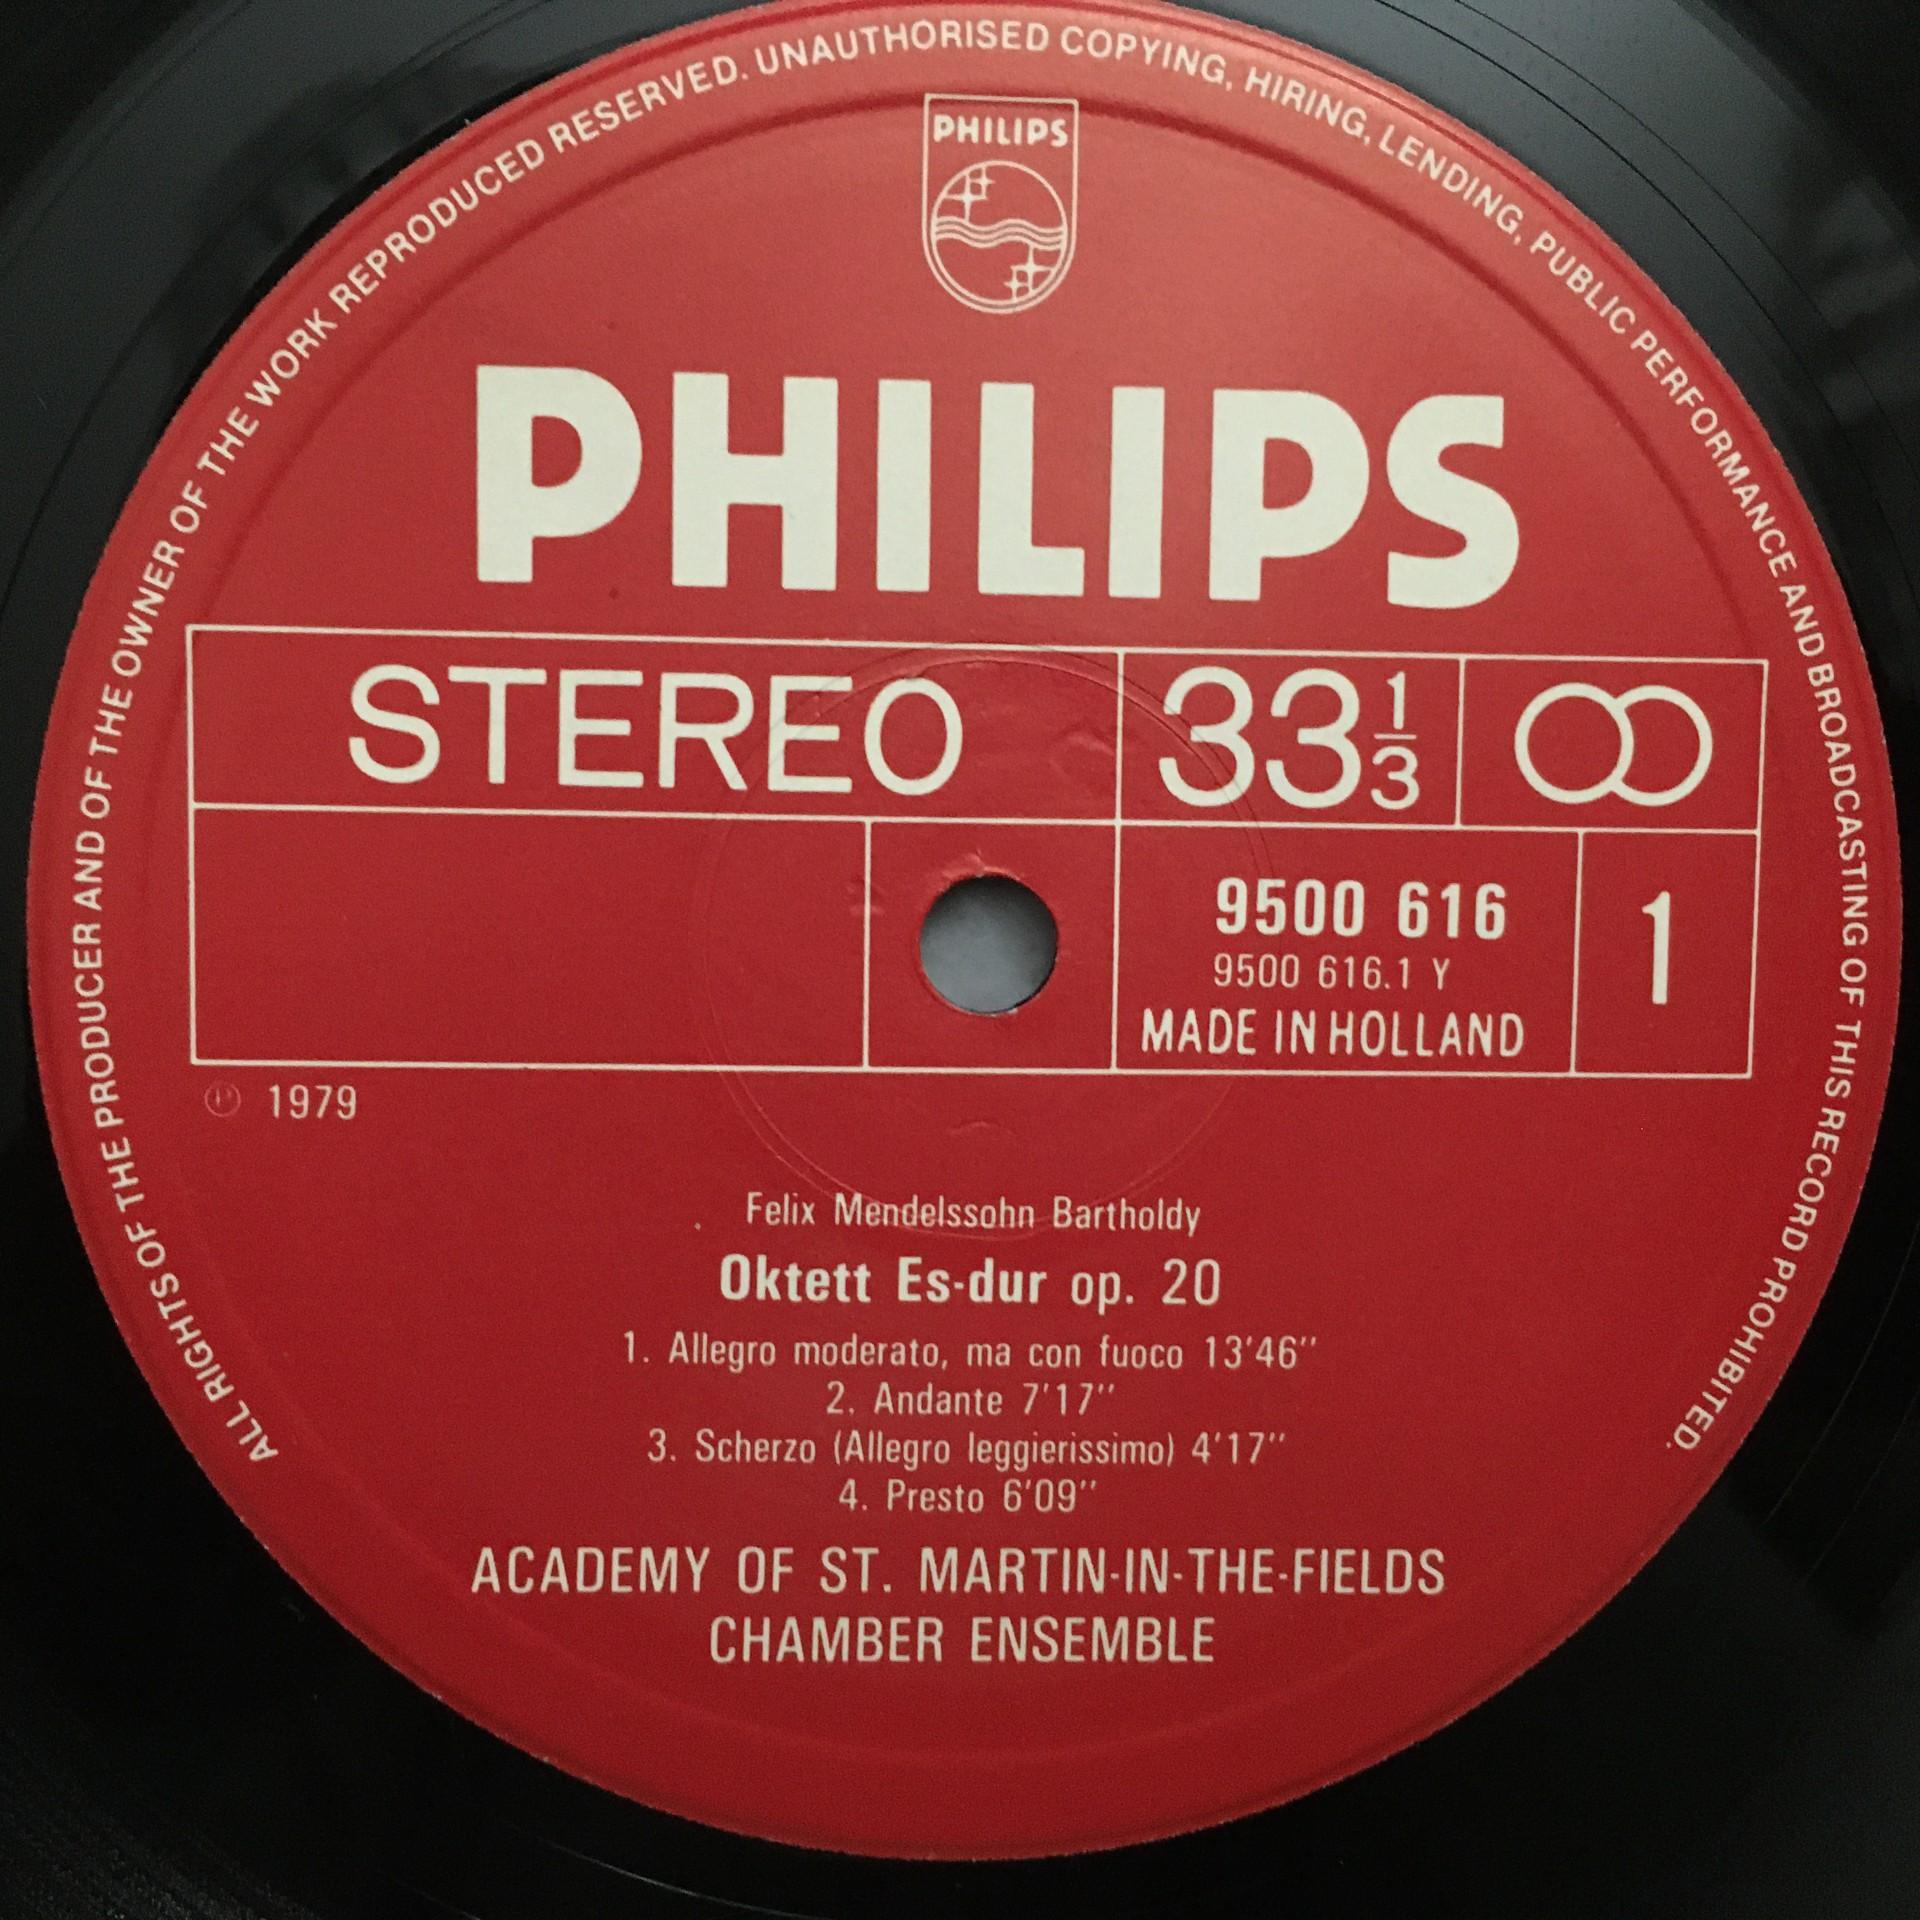 ALL RIGHTS OF THE PRODUCER AND OF THE OWNER OF THE WORK REPRODUCED RESERVED. UNAUTHORISED COPYING, HIRING, LENDING, PUBLIC PERFORMANCE AND BROADCASTING OF THIS RECORD PROHIBITED.
PHILIPS
PHILIPS
STEREO 33 1/3
9500 616
9500 616.1 Y
MADE IN HOLLAND
1
℗ 1979
Felix Mendelssohn Bartholdy
Oktett Es-dur op. 20
1. Allegro moderato, ma con fuoco 13'46''
2. Andante 7'17''
3. Scherzo (Allegro leggierissimo) 4'17''
4. Presto 6'09''
ACADEMY OF ST. MARTIN-IN-THE-FIELDS
CHAMBER ENSEMBLE